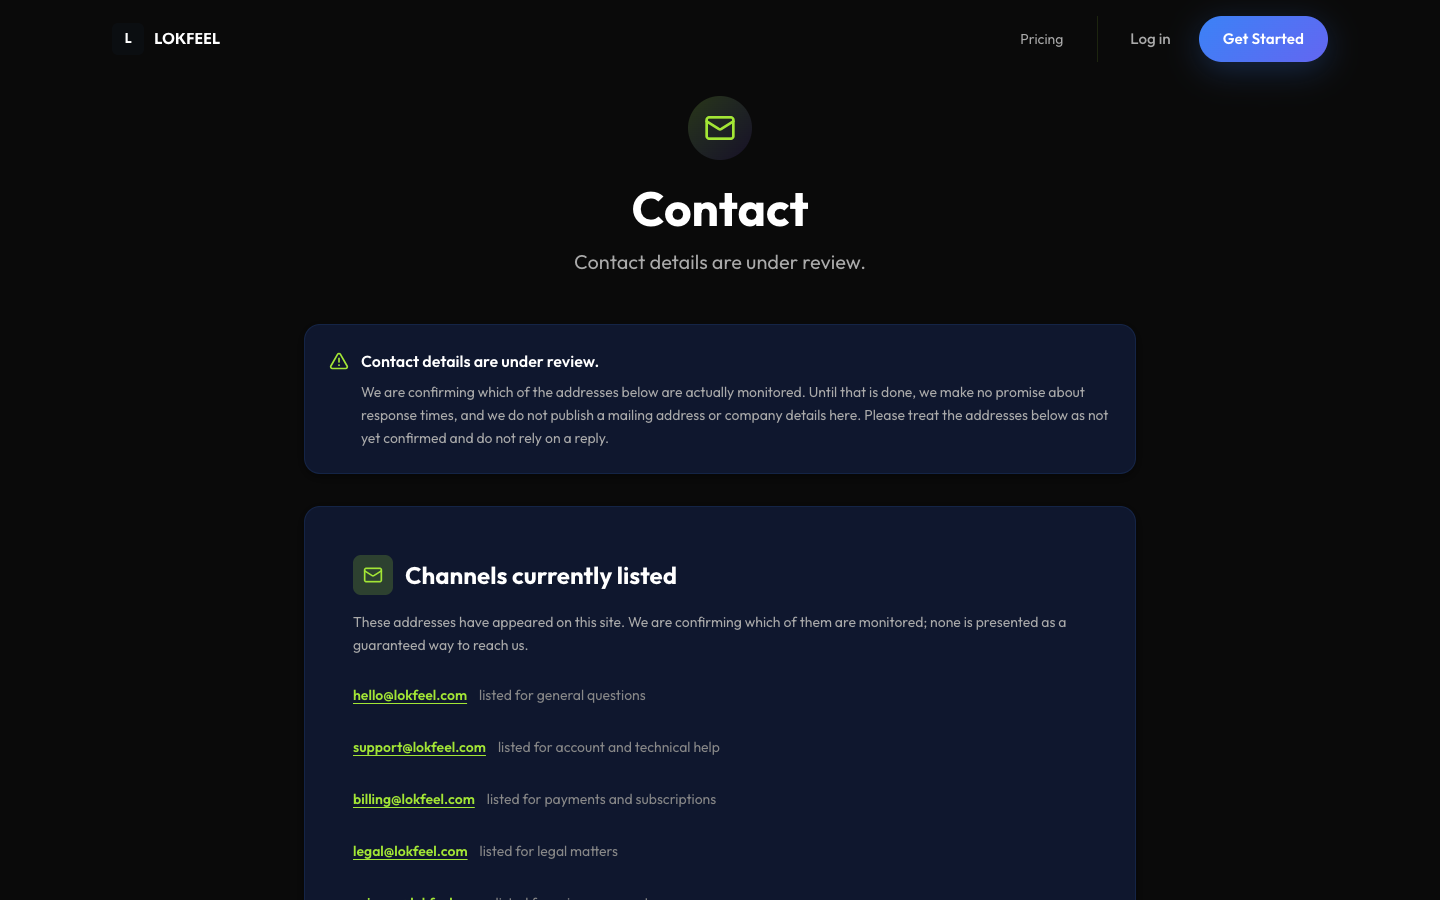 L LOKFEEL Pricing Log in Get Started
Contact
Contact details are under review.
Contact details are under review.
We are confirming which of the addresses below are actually monitored. Until that is done, we make no promise about
response times, and we do not publish a mailing address or company details here. Please treat the addresses below as not
yet confirmed and do not rely on a reply.
Channels currently listed
These addresses have appeared on this site. We are confirming which of them are monitored; none is presented as a
guaranteed way to reach us.
hello@lokfeel.com listed for general questions
support@lokfeel.com listed for account and technical help
billing@lokfeel.com listed for payments and subscriptions
legal@lokfeel.com listed for legal matters